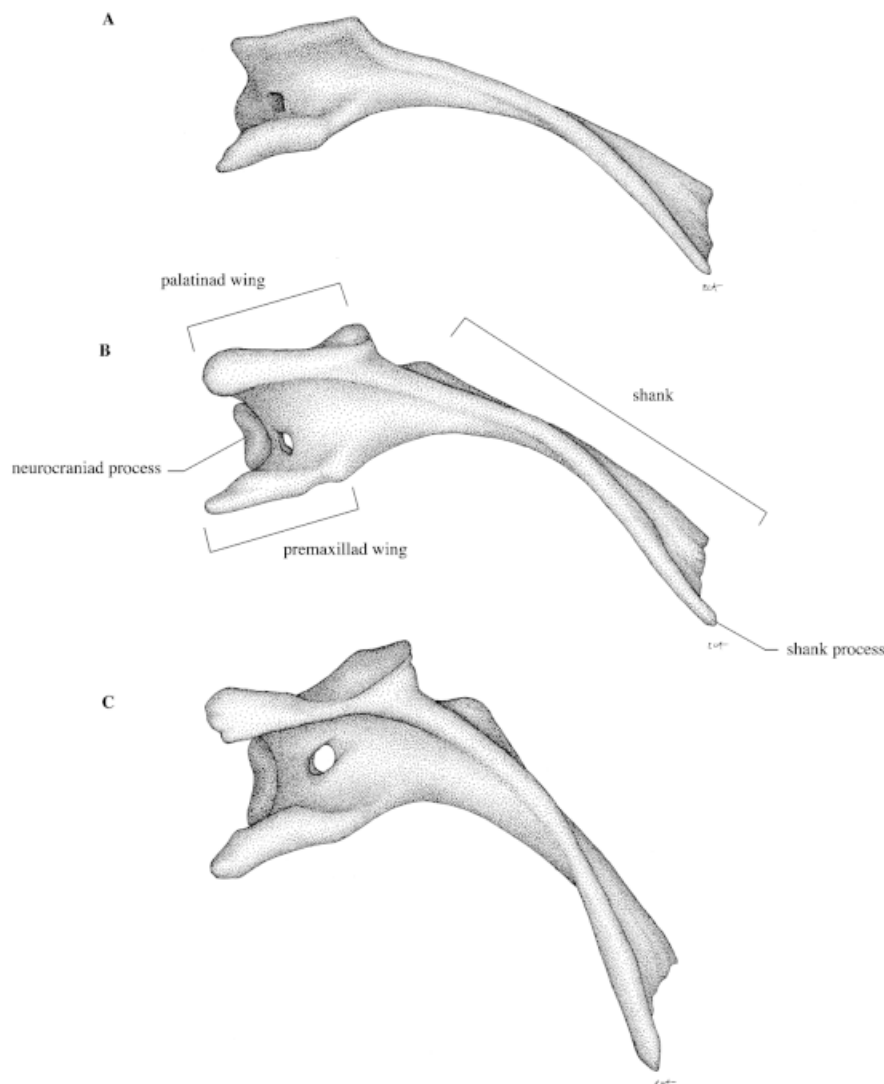 A
palatinad wing
B
shank
neurocraniad process
premaxillad wing
shank process
C